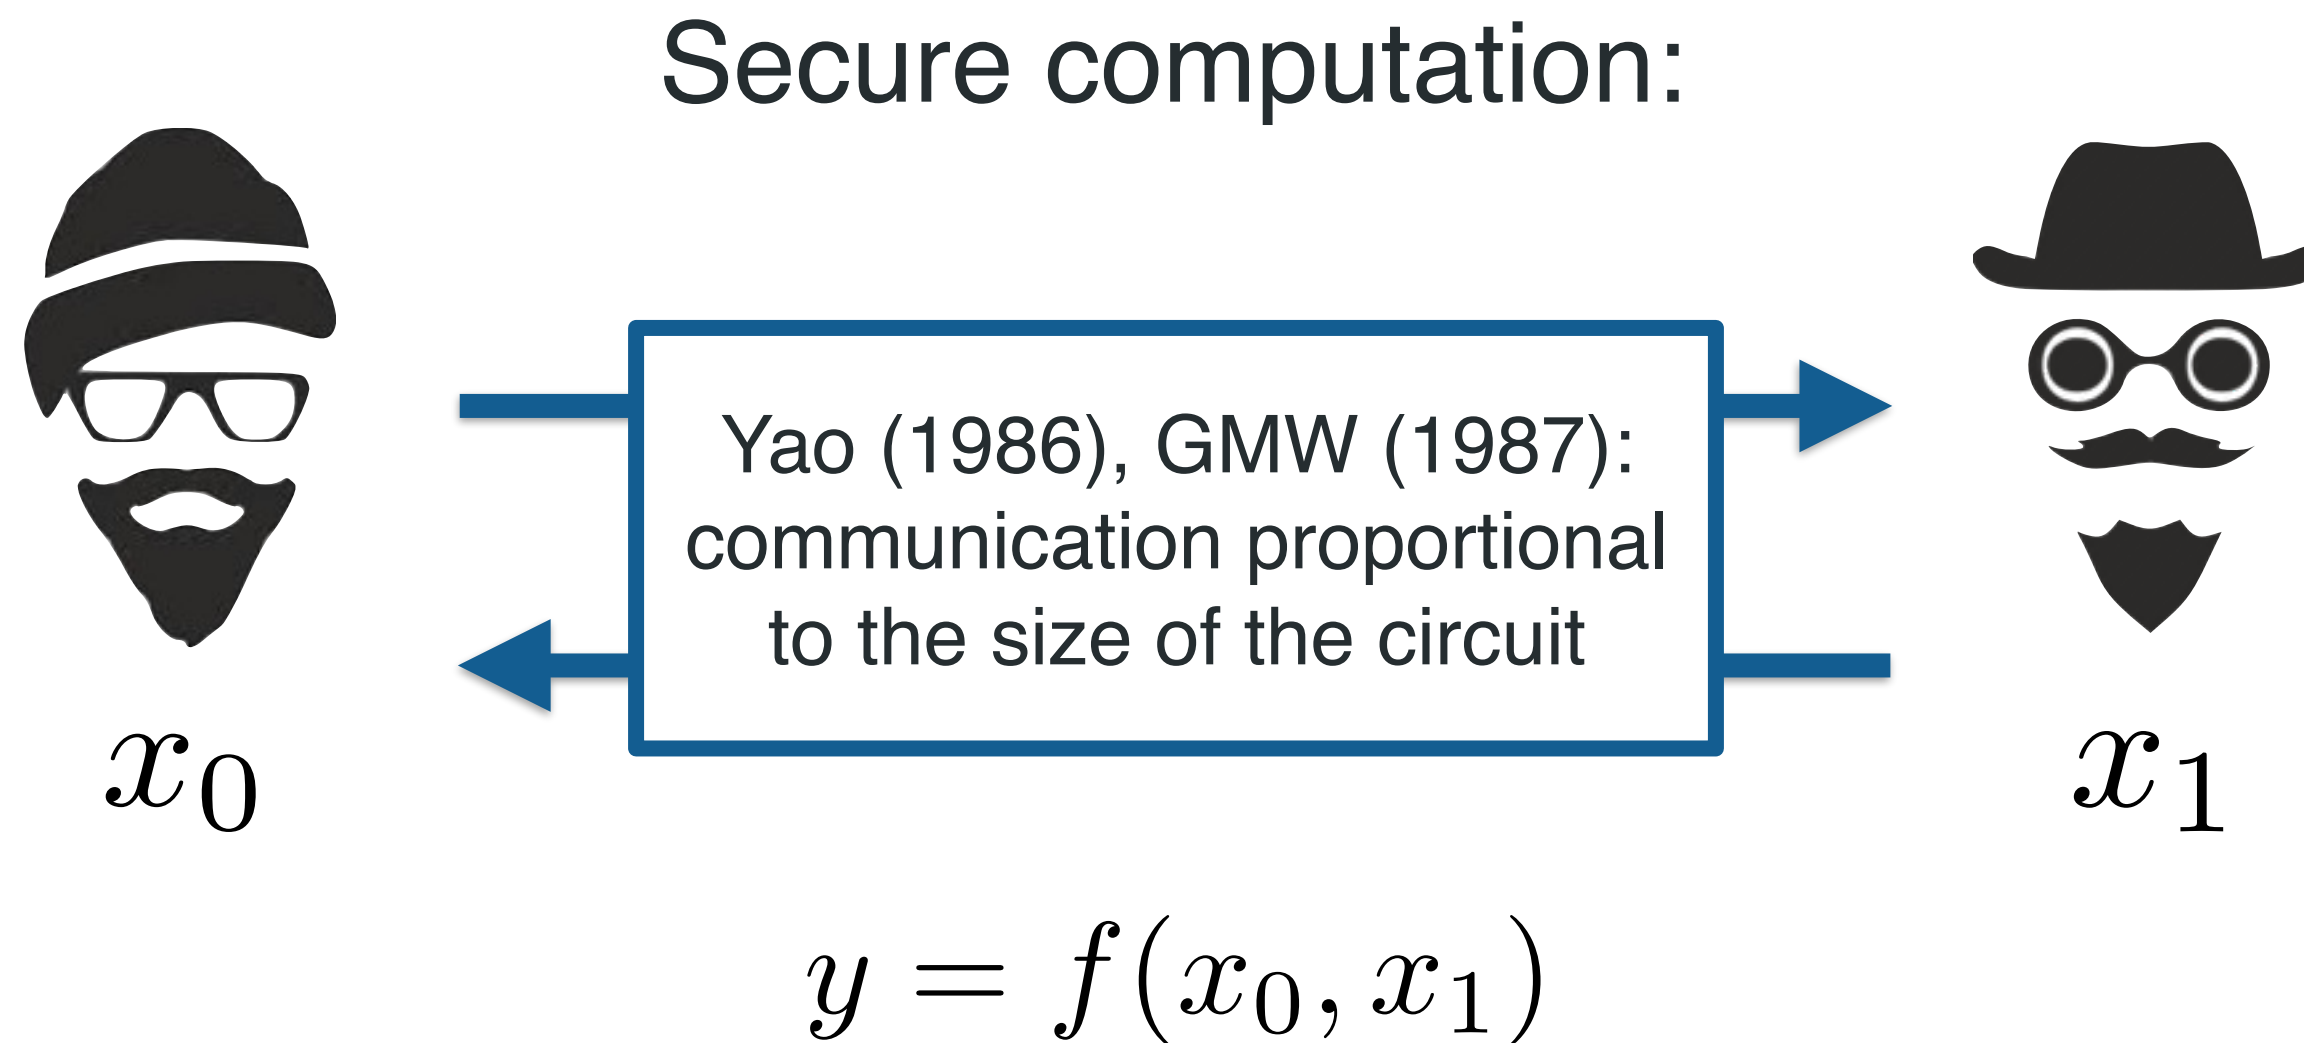 Secure computation:
Yao (1986), GMW (1987):
communication proportional
to the size of the circuit
x₀
x₁
y = f(x₀, x₁)